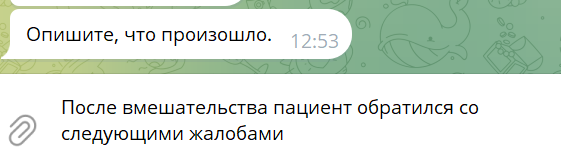 Опишите, что произошло.
12:53
После вмешательства пациент обратился со
следующими жалобами